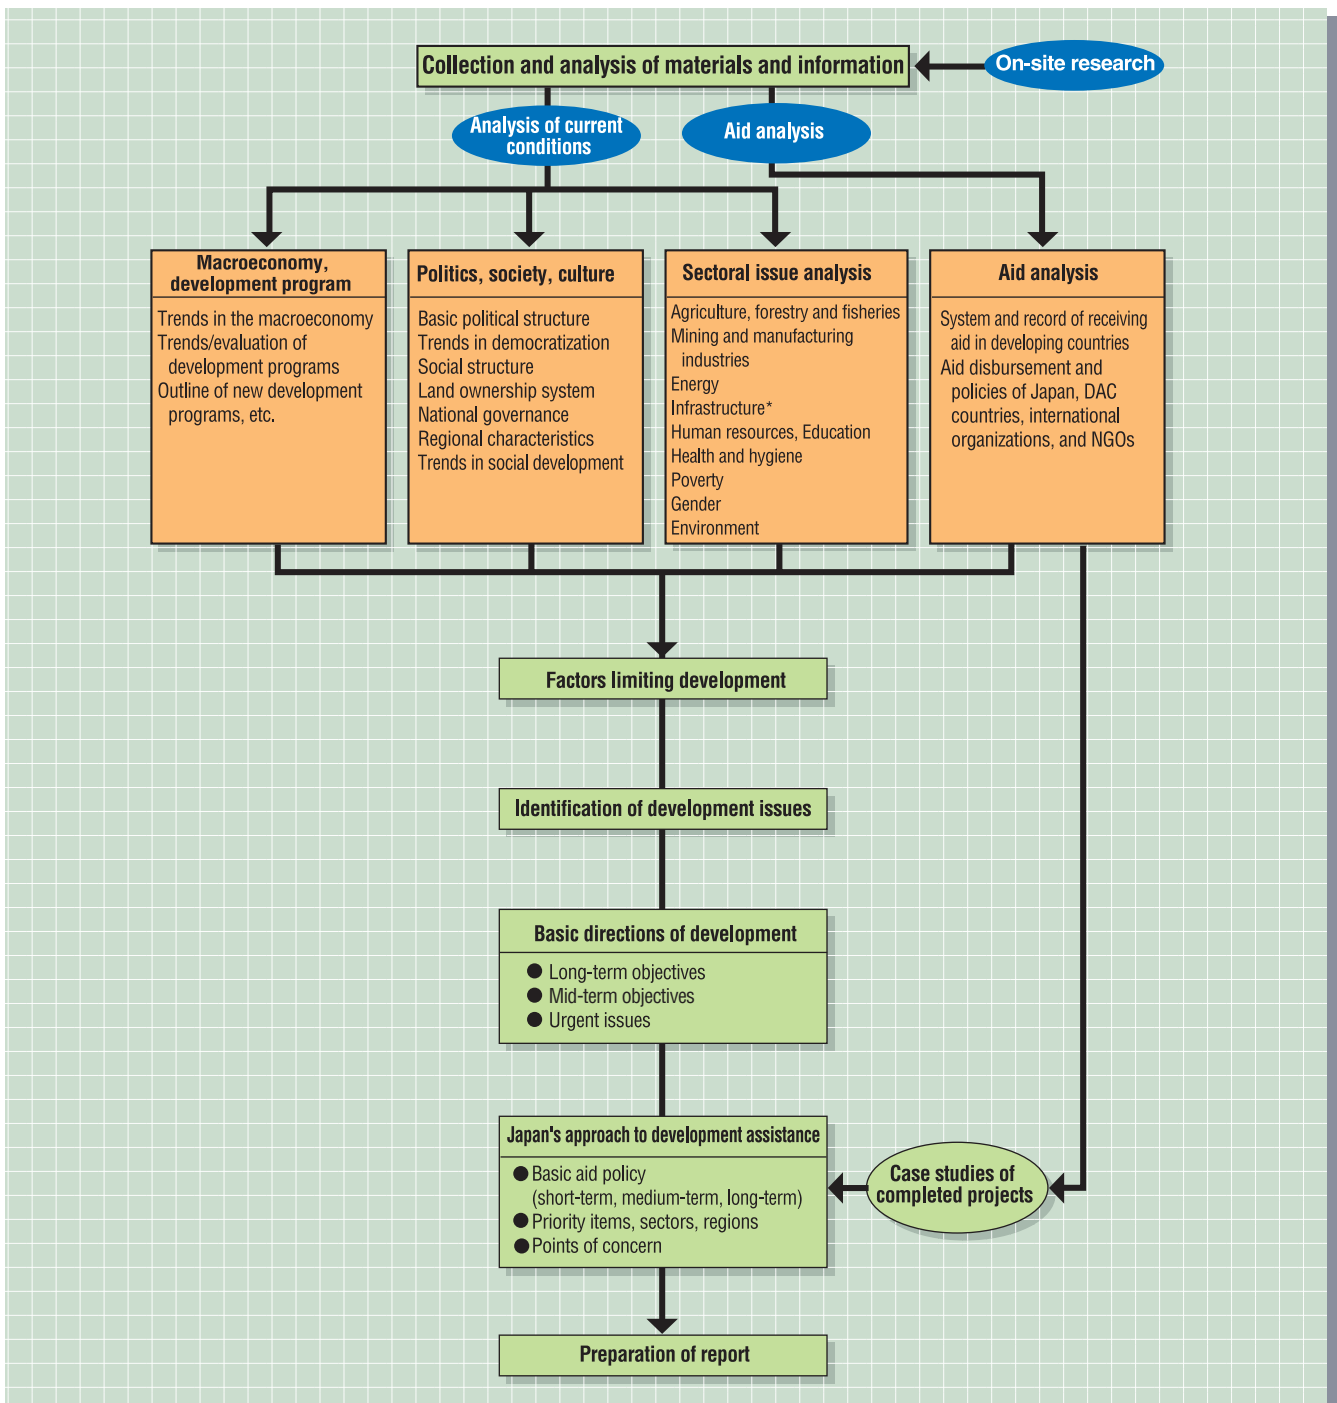 Collection and analysis of materials and information
On-site research
Analysis of current
conditions
Aid analysis
Macroeconomy,
development program
Trends in the macroeconomy
Trends/evaluation of
development programs
Outline of new development
programs, etc.
Politics, society, culture
Basic political structure
Trends in democratization
Social structure
Land ownership system
National governance
Regional characteristics
Trends in social development
Sectoral issue analysis
Agriculture, forestry and fisheries
Mining and manufacturing
industries
Energy
Infrastructure*
Human resources, Education
Health and hygiene
Poverty
Gender
Environment
Aid analysis
System and record of receiving
aid in developing countries
Aid disbursement and
policies of Japan, DAC
countries, international
organizations, and NGOs
Factors limiting development
Identification of development issues
Basic directions of development
● Long-term objectives
● Mid-term objectives
● Urgent issues
Japan's approach to development assistance
● Basic aid policy
(short-term, medium-term, long-term)
● Priority items, sectors, regions
● Points of concern
Case studies of
completed projects
Preparation of report